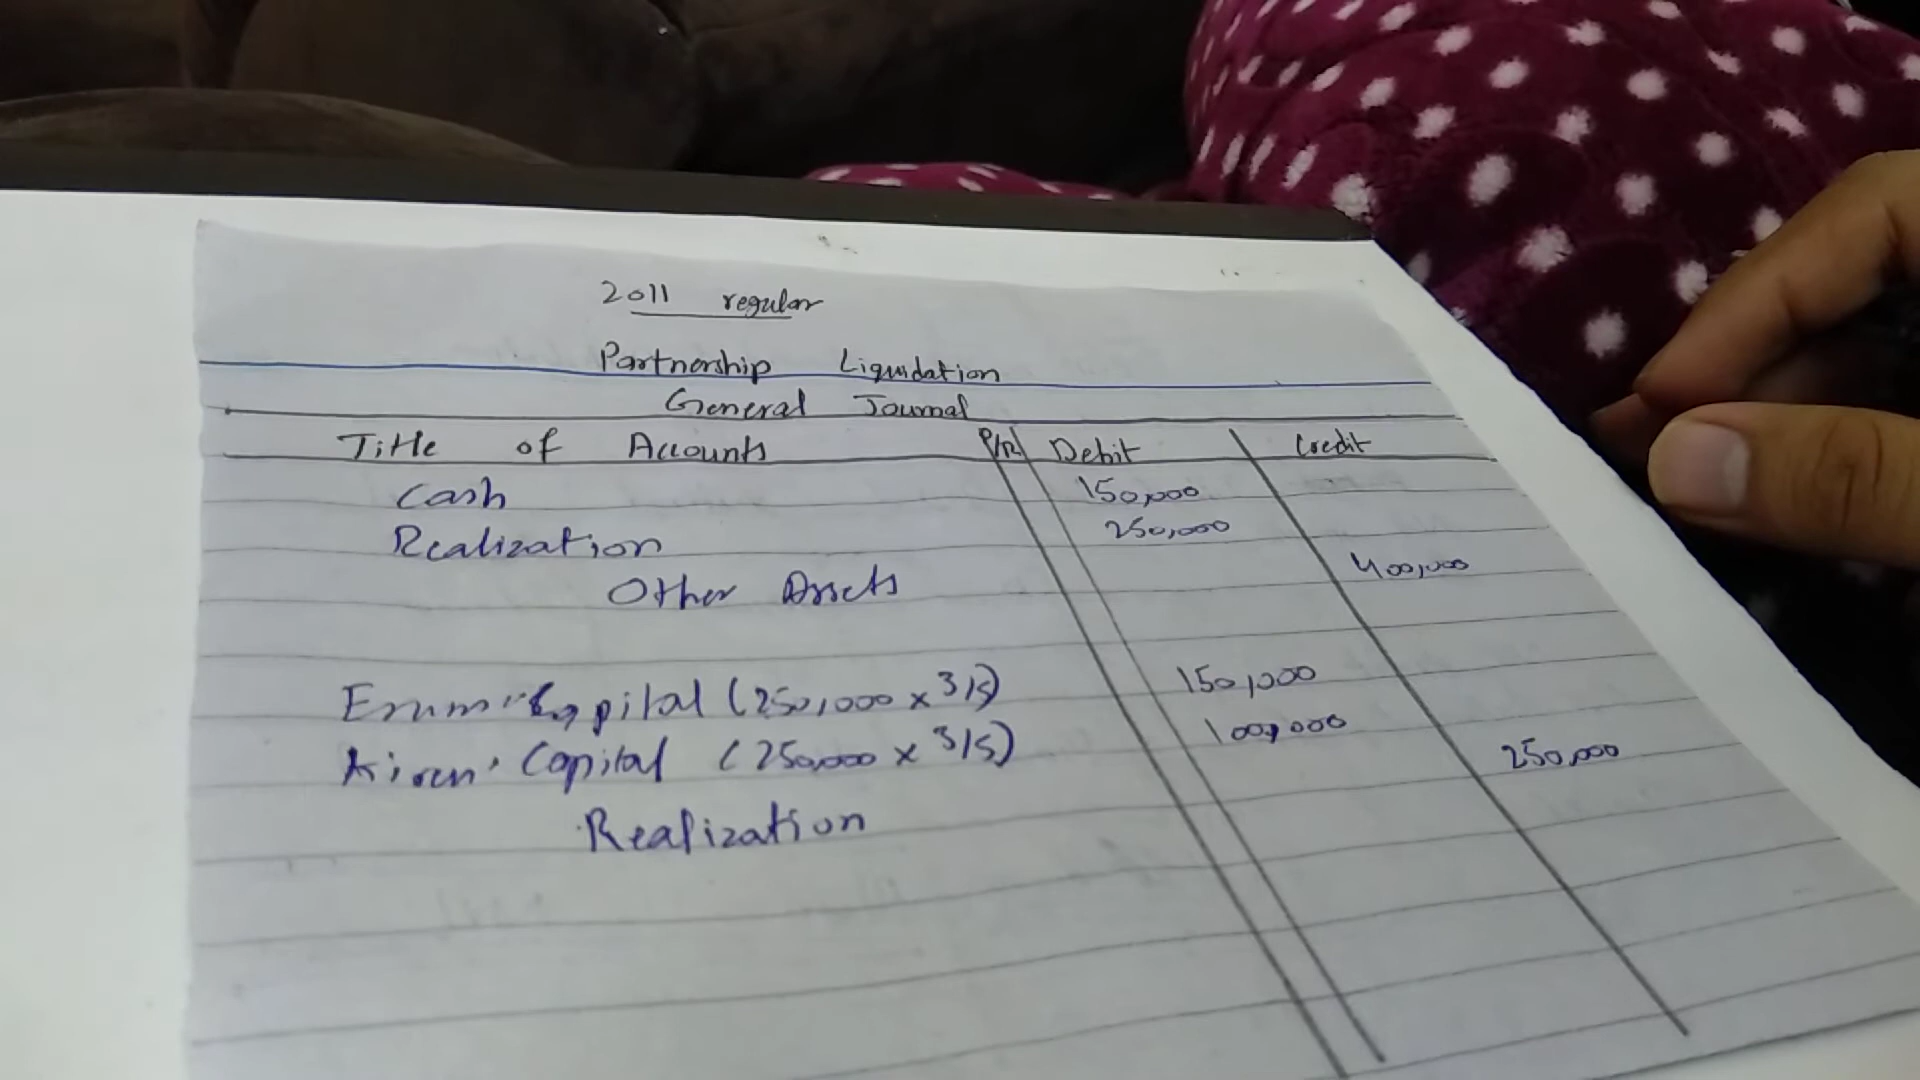 2011 regular
Partnership Liquidation
General Journal
Title of Accounts P/R Debit Credit
Cash 150,000
Realization 250,000
Other Assets 400,000
Capital (250,000 x 3/5) 150,000
Kiren' Capital (250,000 x 3/5) 100,000
Realization 250,000